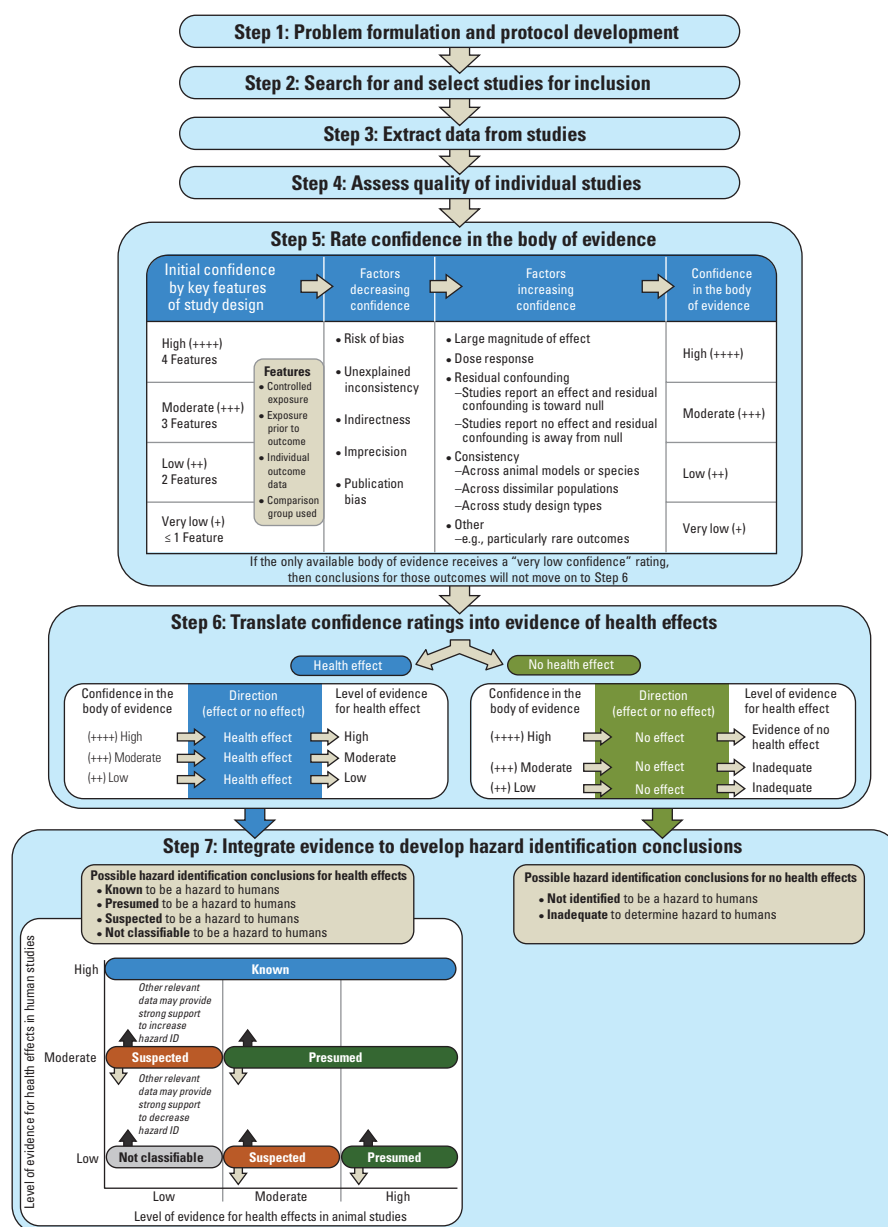 Step 1: Problem formulation and protocol development
Step 2: Search for and select studies for inclusion
Step 3: Extract data from studies
Step 4: Assess quality of individual studies
Step 5: Rate confidence in the body of evidence
Initial confidence
by key features
of study design
Factors
decreasing
confidence
Factors
increasing
confidence
Confidence
in the body
of evidence
High (++++)
4 Features
Moderate (+++)
3 Features
Low (++)
2 Features
Very low (+)
≤ 1 Feature
Features
• Controlled
exposure
• Exposure
prior to
outcome
• Individual
outcome
data
• Comparison
group used
• Risk of bias
• Unexplained
inconsistency
• Indirectness
• Imprecision
• Publication
bias
• Large magnitude of effect
• Dose response
• Residual confounding
–Studies report an effect and residual
confounding is toward null
–Studies report no effect and residual
confounding is away from null
• Consistency
–Across animal models or species
–Across dissimilar populations
–Across study design types
• Other
–e.g., particularly rare outcomes
High (++++)
Moderate (+++)
Low (++)
Very low (+)
If the only available body of evidence receives a “very low confidence” rating,
then conclusions for those outcomes will not move on to Step 6
Step 6: Translate confidence ratings into evidence of health effects
Health effect
No health effect
Confidence in the
body of evidence
Direction
(effect or no effect)
Level of evidence
for health effect
(++++) High
Health effect
High
(+++) Moderate
Health effect
Moderate
(++) Low
Health effect
Low
Confidence in the
body of evidence
Direction
(effect or no effect)
Level of evidence
for health effect
(++++) High
No effect
Evidence of no
health effect
(+++) Moderate
No effect
Inadequate
(++) Low
No effect
Inadequate
Step 7: Integrate evidence to develop hazard identification conclusions
Possible hazard identification conclusions for health effects
• Known to be a hazard to humans
• Presumed to be a hazard to humans
• Suspected to be a hazard to humans
• Not classifiable to be a hazard to humans
Possible hazard identification conclusions for no health effects
• Not identified to be a hazard to humans
• Inadequate to determine hazard to humans
Level of evidence for health effects in human studies
High
Known
Other relevant
data may provide
strong support
to increase
hazard ID
Moderate
Suspected
Presumed
Other relevant
data may provide
strong support
to decrease
hazard ID
Low
Not classifiable
Suspected
Presumed
Low
Moderate
High
Level of evidence for health effects in animal studies